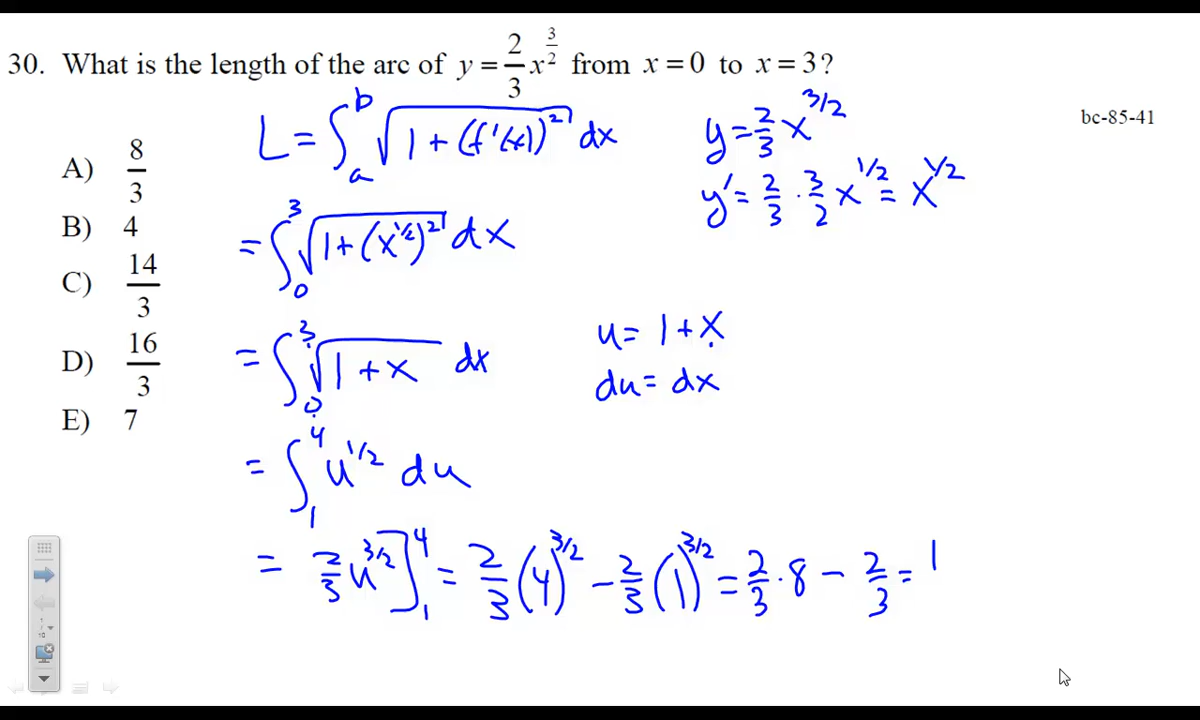 30. What is the length of the arc of y = 2/3 x^(3/2) from x = 0 to x = 3?
bc-85-41
A) 8/3
B) 4
C) 14/3
D) 16/3
E) 7
L = ∫_a^b √(1 + (f'(x))^2) dx
y = 2/3 x^(3/2)
y' = 2/3 · 3/2 x^(1/2) = x^(1/2)
= ∫_0^3 √(1 + (x^(1/2))^2) dx
= ∫_0^3 √(1 + x) dx
u = 1 + x
du = dx
= ∫_1^4 u^(1/2) du
= 2/3 u^(3/2) ]_1^4 = 2/3 (4)^(3/2) − 2/3 (1)^(3/2) = 2/3 · 8 − 2/3 = 1